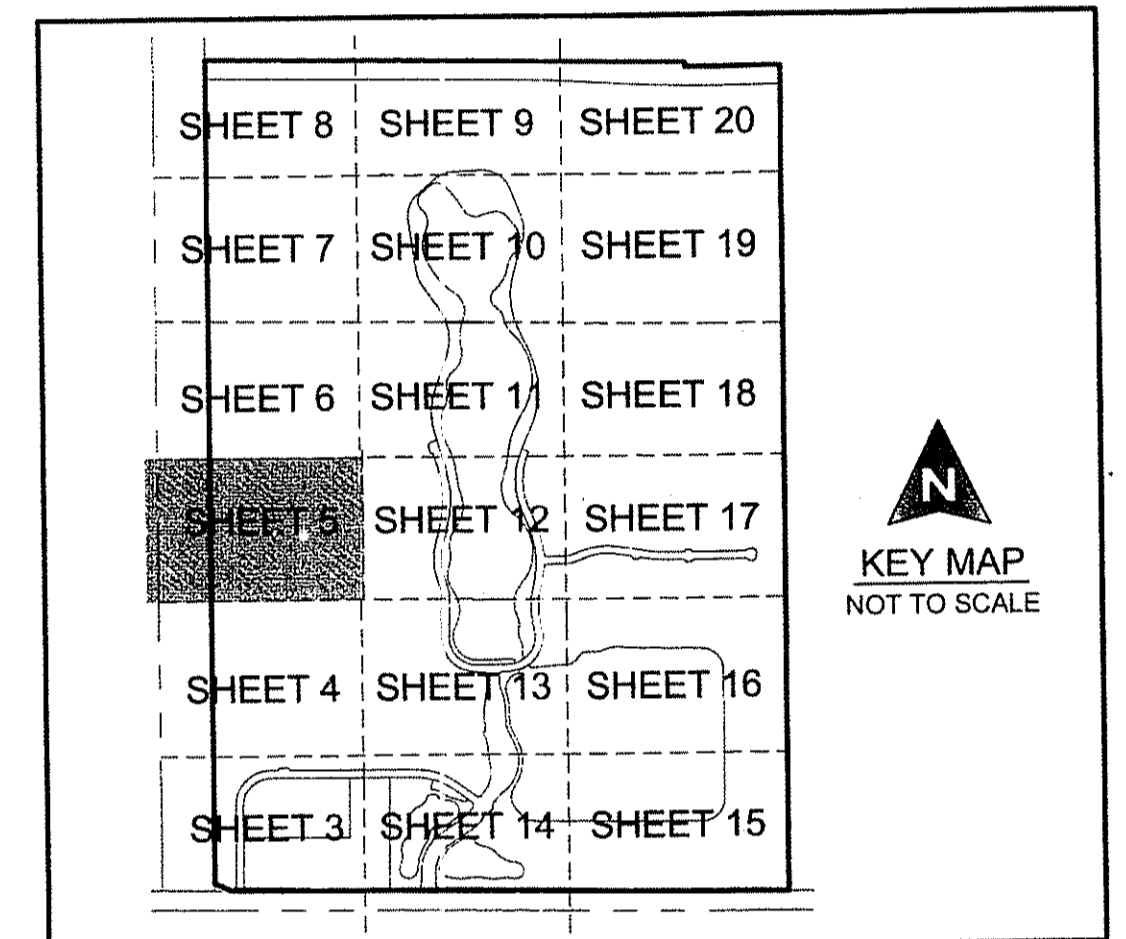 SHEET 8 SHEET 9 SHEET 20
SHEET 7 SHEET 10 SHEET 19
SHEET 6 SHEET 11 SHEET 18
SHEET 5 SHEET 12 SHEET 17
N
KEY MAP
NOT TO SCALE
SHEET 4 SHEET 13 SHEET 16
SHEET 3 SHEET 14 SHEET 15